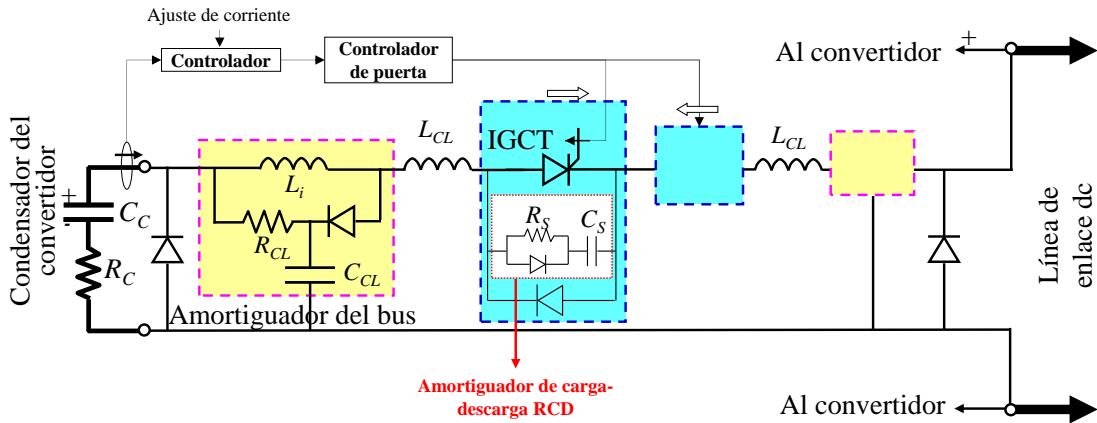 Ajuste de corriente
Controlador
Controlador
de puerta
Al convertidor
+
Condensador del
convertidor
+
-
C_C
R_C
L_i
R_CL
C_CL
Amortiguador del bus
L_CL
IGCT
R_S
C_S
L_CL
Línea de
enlace dc
Amortiguador de carga-
descarga RCD
Al convertidor
-